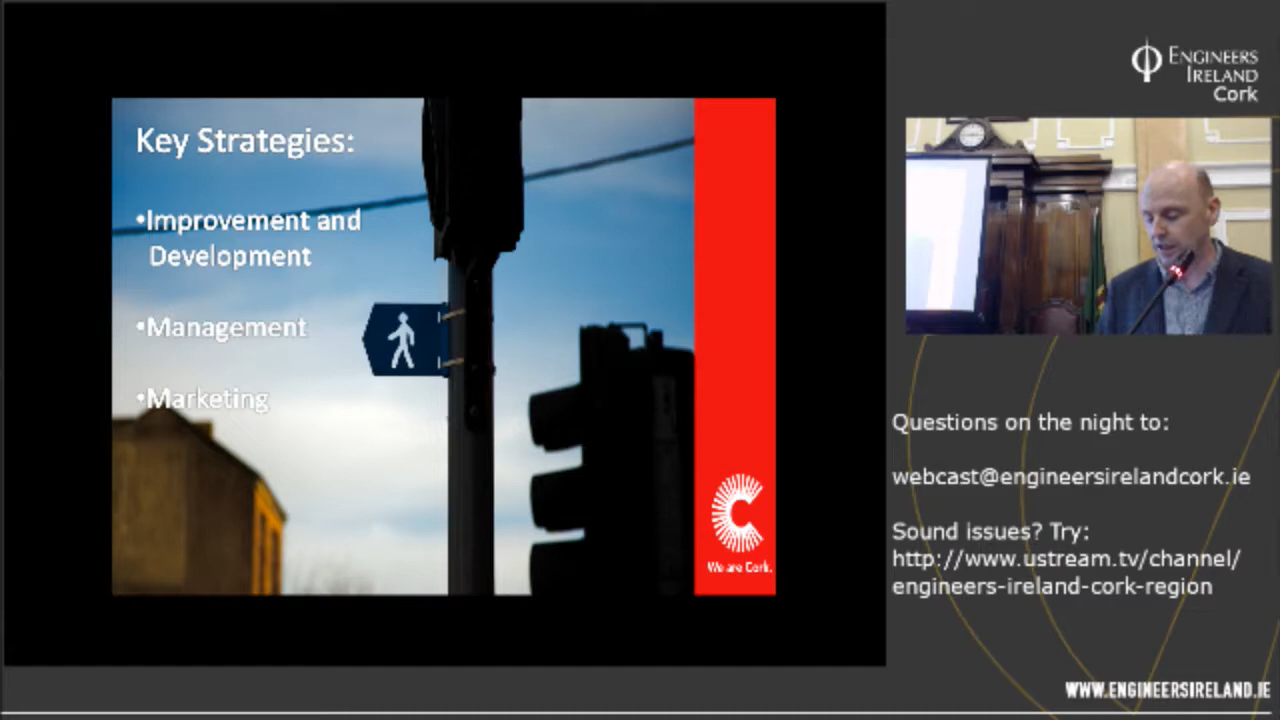 Key Strategies:
•Improvement and
Development
•Management
•Marketing
We are Cork.
ENGINEERS
IRELAND
Cork
Questions on the night to:
webcast@engineersirelandcork.ie
Sound issues? Try:
http://www.ustream.tv/channel/
engineers-ireland-cork-region
WWW.ENGINEERSIRELAND.IE